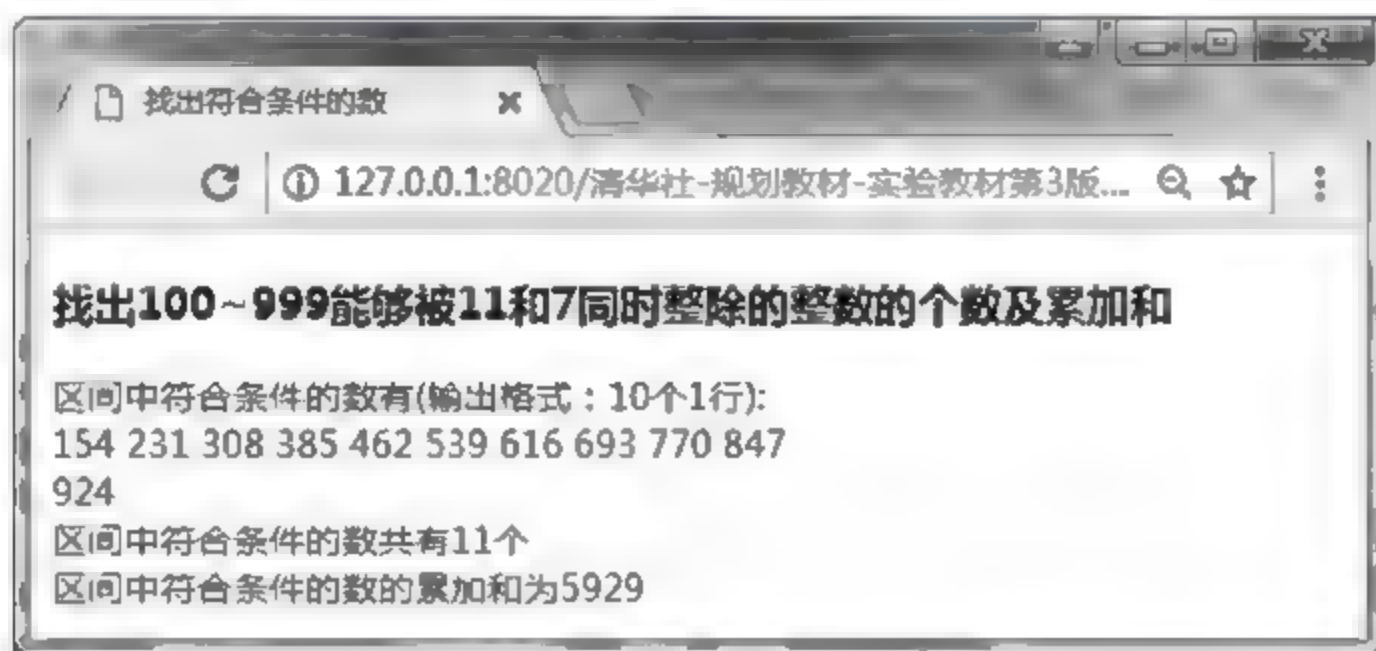 找出符合条件的数
127.0.0.1:8020/清华社-规划教材-实验教材第3版...
找出100~999能够被11和7同时整除的整数的个数及累加和
区间中符合条件的数有(输出格式：10个1行):
154 231 308 385 462 539 616 693 770 847
924
区间中符合条件的数共有11个
区间中符合条件的数的累加和为5929